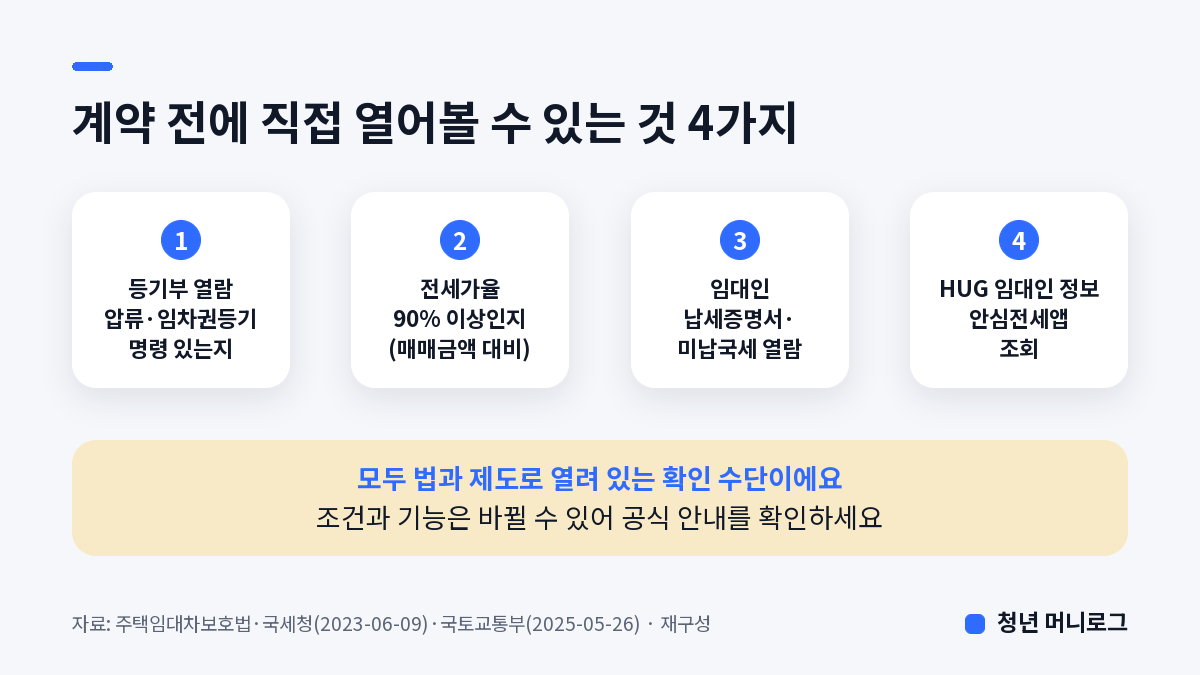 계약 전에 직접 열어볼 수 있는 것 4가지
1
등기부 열람
압류·임차권등기
명령 있는지
2
전세가율
90% 이상인지
(매매금액 대비)
3
임대인
납세증명서·
미납국세 열람
4
HUG 임대인 정보
안심전세앱
조회
모두 법과 제도로 열려 있는 확인 수단이에요
조건과 기능은 바뀔 수 있어 공식 안내를 확인하세요
자료: 주택임대차보호법·국세청(2023-06-09)·국토교통부(2025-05-26) · 재구성
청년 머니로그